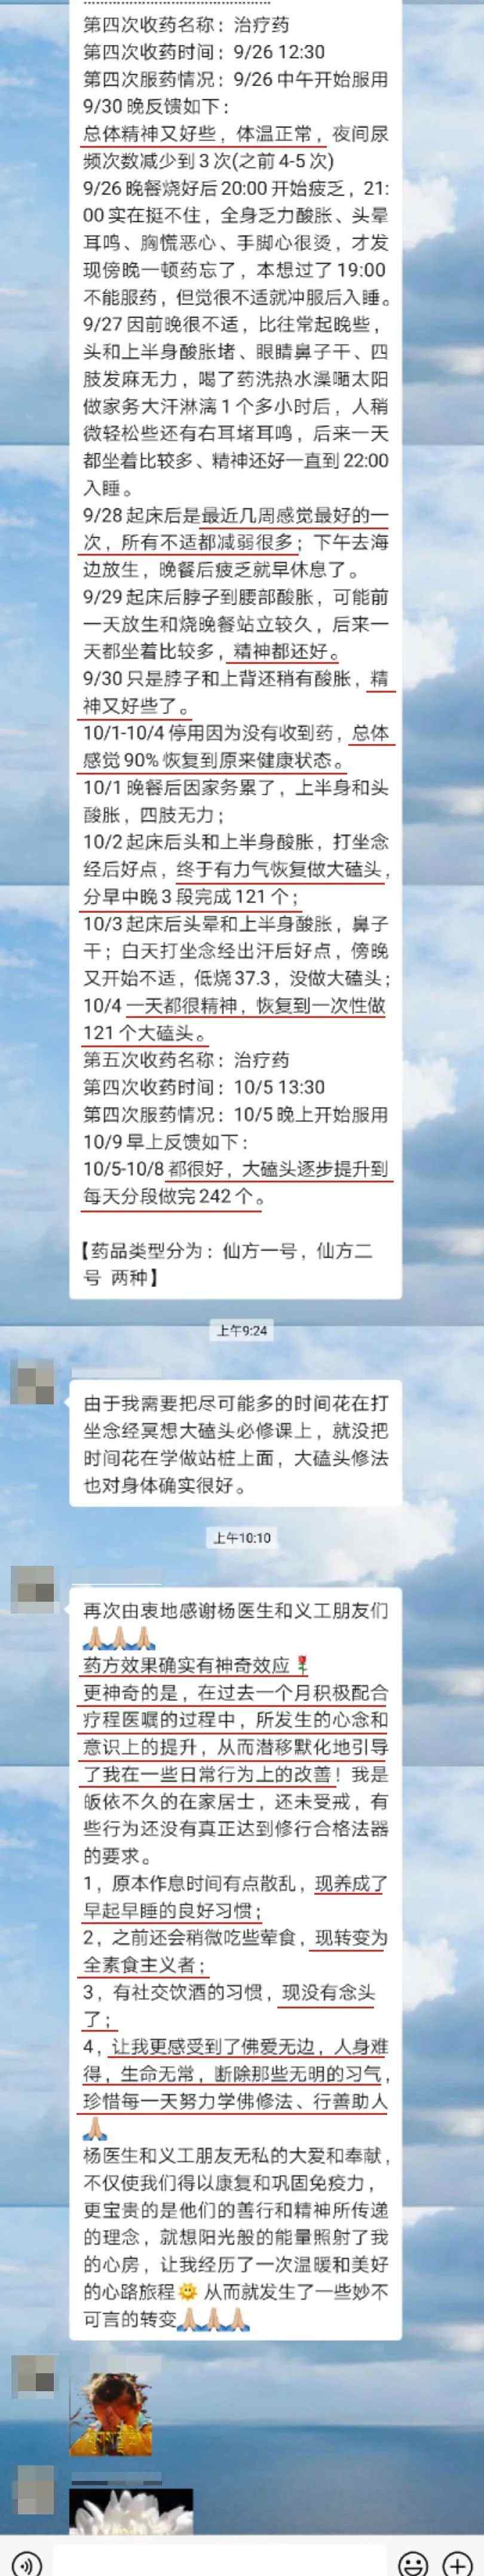 第四次收药名称：治疗药
第四次收药时间：9/26 12:30
第四次服药情况：9/26 中午开始服用
9/30 晚反馈如下：
总体精神又好些，体温正常，夜间尿
频次数减少到 3 次(之前 4-5 次)
9/26 晚餐烧好后 20:00 开始疲乏，21:
00 实在挺不住，全身乏力酸胀、头晕
耳鸣、胸慌恶心、手脚心很烫，才发
现傍晚一顿药忘了，本想过了 19:00
不能服药，但觉很不适就冲服后入睡。
9/27 因前晚很不适，比往常起晚些，
头和上半身酸胀堵、眼睛鼻子干、四
肢发麻无力，喝了药洗热水澡晒太阳
做家务大汗淋漓 1 个多小时后，人稍
微轻松些还有右耳堵耳鸣，后来一天
都坐着比较多、精神还好一直到 22:00
入睡。
9/28 起床后是最近几周感觉最好的一
次，所有不适都减弱很多；下午去海
边放生，晚餐后疲乏就早休息了。
9/29 起床后脖子到腰部酸胀，可能前
一天放生和烧晚餐站立较久，后来一
天都坐着比较多，精神都还好。
9/30 只是脖子和上背还稍有酸胀，精
神又好些了。
10/1-10/4 停用因为没有收到药，总体
感觉 90% 恢复到原来健康状态。
10/1 晚餐后因家务累了，上半身和头
酸胀，四肢无力；
10/2 起床后头和上半身酸胀，打坐念
经后好点，终于有力气恢复做大磕头，
分早中晚 3 段完成 121 个；
10/3 起床后头晕和上半身酸胀，鼻子
干；白天打坐念经出汗后好点，傍晚
又开始不适，低烧 37.3，没做大磕头；
10/4 一天都很精神，恢复到一次性做
121 个大磕头。
第五次收药名称：治疗药
第四次收药时间：10/5 13:30
第四次服药情况：10/5 晚上开始服用
10/9 早上反馈如下：
10/5-10/8 都很好，大磕头逐步提升到
每天分段做完 242 个。
【药品类型分为：仙方一号，仙方二
号 两种】
上午9:24
由于我需要把尽可能多的时间花在打
坐念经冥想大磕头必修课上，就没把
时间花在学做站桩上面，大磕头修法
也对身体确实很好。
上午10:10
再次由衷地感谢杨医生和义工朋友们
🙏🙏🙏
药方效果确实有神奇效应🌹
更神奇的是，在过去一个月积极配合
疗程医嘱的过程中，所发生的心念和
意识上的提升，从而潜移默化地引导
了我在一些日常行为上的改善！我是
皈依不久的在家居士，还未受戒，有
些行为还没有真正达到修行合格法器
的要求。
1，原本作息时间有点散乱，现养成了
早起早睡的良好习惯；
2，之前还会稍微吃些荤食，现转变为
全素食主义者；
3，有社交饮酒的习惯，现没有念头
了；
4，让我更感受到了佛爱无边，人身难
得，生命无常，断除那些无明的习气，
珍惜每一天努力学佛修法、行善助人
🙏
杨医生和义工朋友无私的大爱和奉献，
不仅使我们得以康复和巩固免疫力，
更宝贵的是他们的善行和精神所传递
的理念，就想阳光般的能量照射了我
的心房，让我经历了一次温暖和美好
的心路旅程🌞 从而就发生了一些妙不
可言的转变🙏🙏🙏